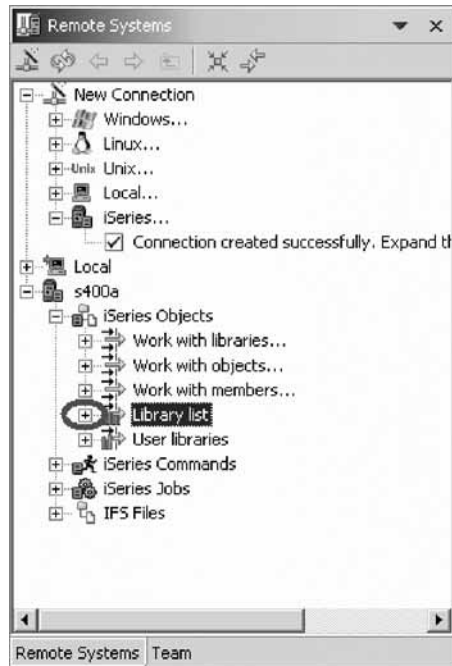 Remote Systems
New Connection
Windows...
Linux...
Unix Unix...
Local...
iSeries...
Connection created successfully. Expand th
Local
s400a
iSeries Objects
Work with libraries...
Work with objects...
Work with members...
Library list
User libraries
iSeries Commands
iSeries Jobs
IFS Files
Remote Systems Team